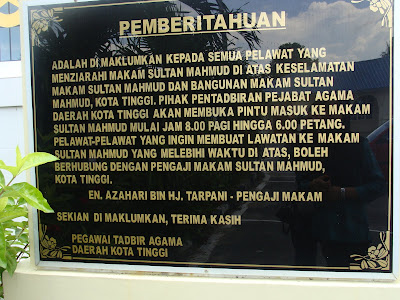 PEMBERITAHUAN
ADALAH DI MAKLUMKAN KEPADA SEMUA PELAWAT YANG
MENZIARAHI MAKAM SULTAN MAHMUD DI ATAS KESELAMATAN
MAKAM SULTAN MAHMUD DAN BANGUNAN MAKAM SULTAN
MAHMUD, KOTA TINGGI. PIHAK PENTADBIRAN PEJABAT AGAMA
DAERAH KOTA TINGGI AKAN MEMBUKA PINTU MASUK KE MAKAM
SULTAN MAHMUD MULAI JAM 8.00 PAGI HINGGA 6.00 PETANG.
PELAWAT-PELAWAT YANG INGIN MEMBUAT LAWATAN KE MAKAM
SULTAN MAHMUD YANG MELEBIHI WAKTU DI ATAS, BOLEH
BERHUBUNG DENGAN PENGAJI MAKAM SULTAN MAHMUD,
KOTA TINGGI.
EN. AZAHARI BIN HJ. TARPANI - PENGAJI MAKAM
SEKIAN DI MAKLUMKAN, TERIMA KASIH
PEGAWAI TADBIR AGAMA
DAERAH KOTA TINGGI